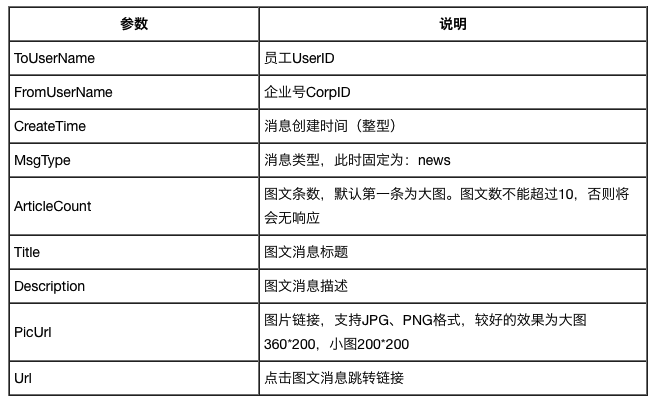 参数 说明
ToUserName 员工UserID
FromUserName 企业号CorpID
CreateTime 消息创建时间（整型）
MsgType 消息类型，此时固定为：news
ArticleCount 图文条数，默认第一条为大图。图文数不能超过10，否则将
会无响应
Title 图文消息标题
Description 图文消息描述
PicUrl 图片链接，支持JPG、PNG格式，较好的效果为大图
360*200，小图200*200
Url 点击图文消息跳转链接